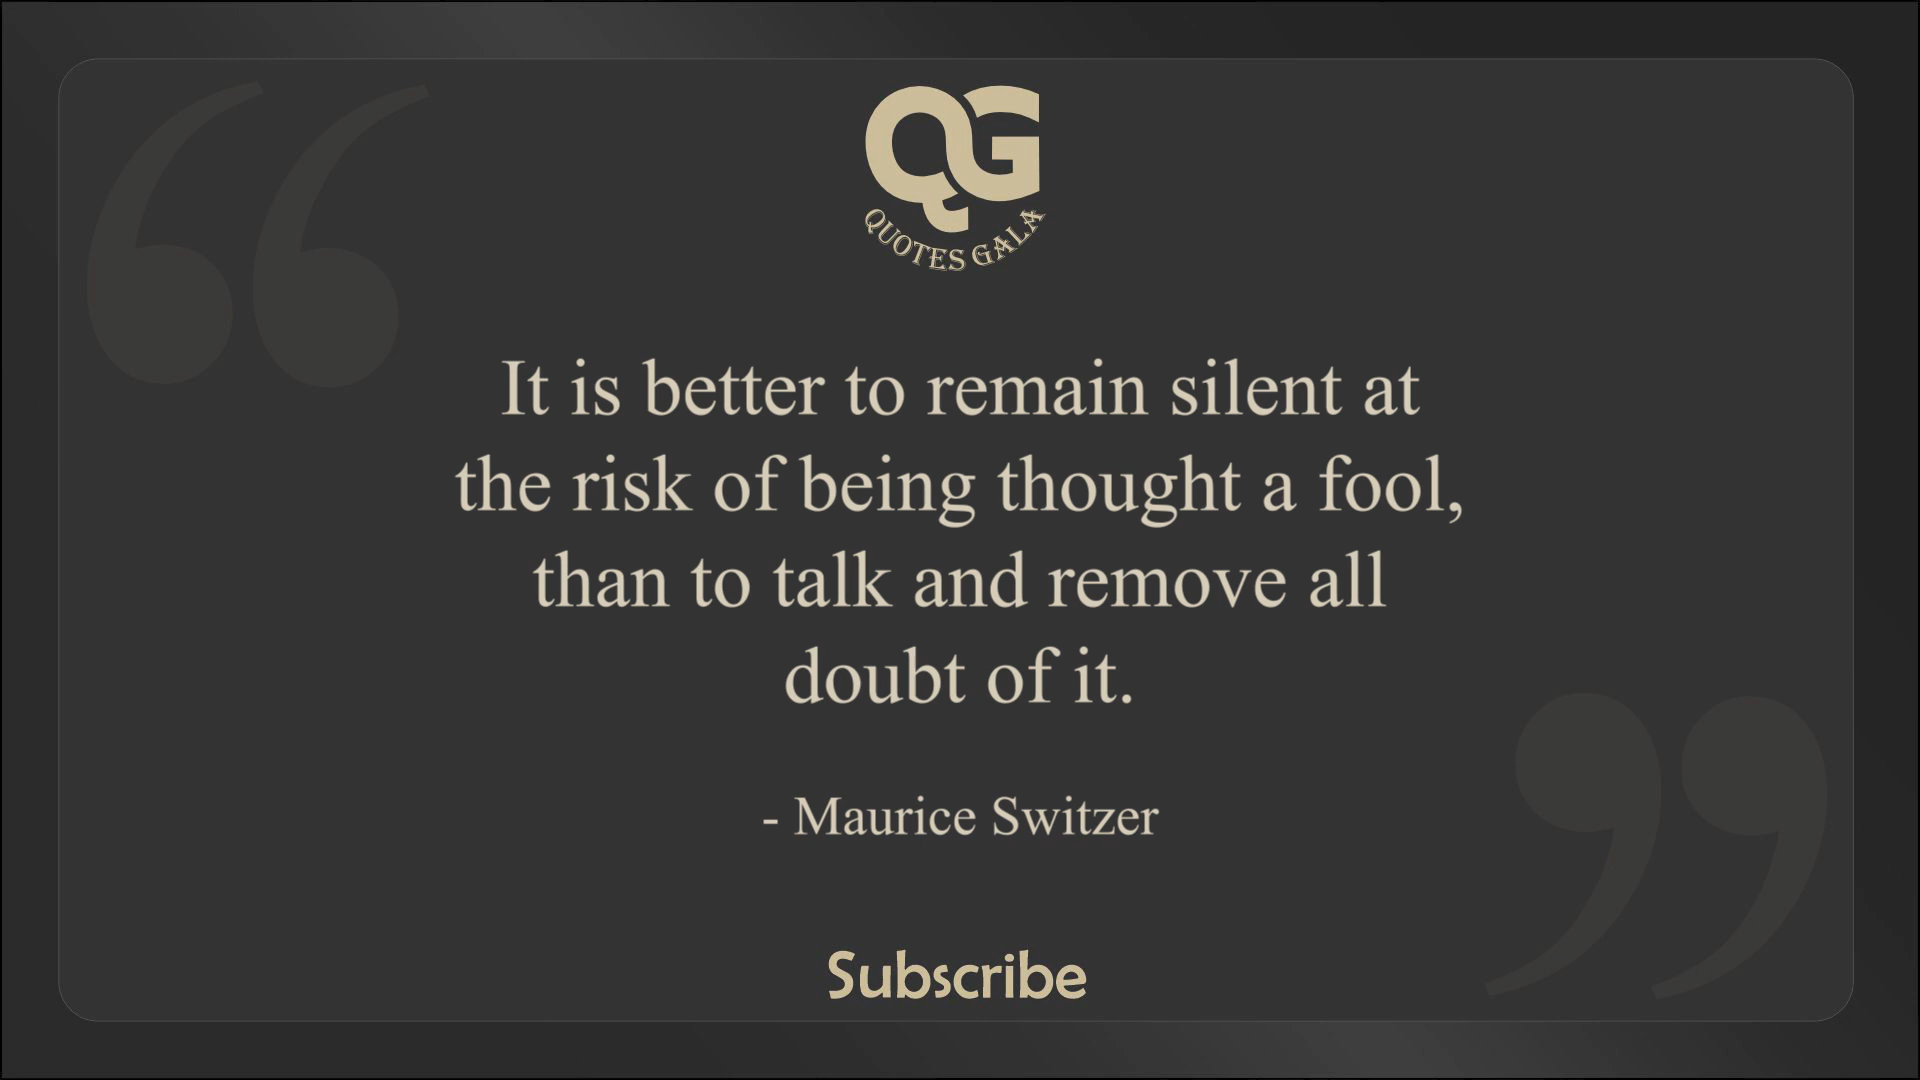 QG
QUOTES GALA
It is better to remain silent at
the risk of being thought a fool,
than to talk and remove all
doubt of it.
- Maurice Switzer
Subscribe